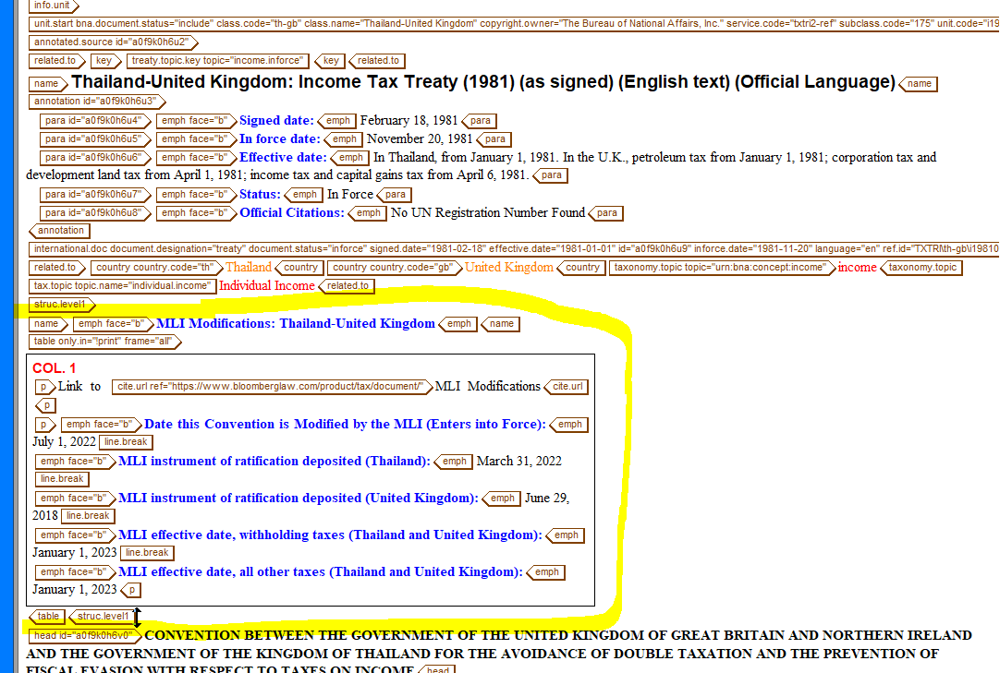 info.unit
unit.start bna.document.status="include" class.code="th-gb" class.name="Thailand-United Kingdom" copyright.owner="The Bureau of National Affairs, Inc." service.code="txtri2-ref" subclass.code="175" unit.code="i19
annotated.source id="a0f9k0h6u2"
related.to key treaty.topic.key topic="income.inforce" key related.to
name Thailand-United Kingdom: Income Tax Treaty (1981) (as signed) (English text) (Official Language) name
annotation id="a0f9k0h6u3"
para id="a0f9k0h6u4" emph face="b" Signed date: emph February 18, 1981 para
para id="a0f9k0h6u5" emph face="b" In force date: emph November 20, 1981 para
para id="a0f9k0h6u6" emph face="b" Effective date: emph In Thailand, from January 1, 1981. In the U.K., petroleum tax from January 1, 1981; corporation tax and
development land tax from April 1, 1981; income tax and capital gains tax from April 6, 1981. para
para id="a0f9k0h6u7" emph face="b" Status: emph In Force para
para id="a0f9k0h6u8" emph face="b" Official Citations: emph No UN Registration Number Found para
annotation
international.doc document.designation="treaty" document.status="inforce" signed.date="1981-02-18" effective.date="1981-01-01" id="a0f9k0h6u9" inforce.date="1981-11-20" language="en" ref.id="TXTRI\th-gb\i19810
related.to country country.code="th" Thailand country country country.code="gb" United Kingdom country taxonomy.topic topic="urn:bna:concept:income" income taxonomy.topic
tax.topic topic.name="individual.income" Individual Income related.to
struc.level1
name emph face="b" MLI Modifications: Thailand-United Kingdom emph name
table only.in="!print" frame="all"
COL. 1
p Link to cite.url ref="https://www.bloomberglaw.com/product/tax/document/" MLI Modifications cite.url
p
p emph face="b" Date this Convention is Modified by the MLI (Enters into Force): emph
July 1, 2022 line.break
emph face="b" MLI instrument of ratification deposited (Thailand): emph March 31, 2022
line.break
emph face="b" MLI instrument of ratification deposited (United Kingdom): emph June 29,
2018 line.break
emph face="b" MLI effective date, withholding taxes (Thailand and United Kingdom): emph
January 1, 2023 line.break
emph face="b" MLI effective date, all other taxes (Thailand and United Kingdom): emph
January 1, 2023 p
table struc.level1
head id="a0f9k0h6v0" CONVENTION BETWEEN THE GOVERNMENT OF THE UNITED KINGDOM OF GREAT BRITAIN AND NORTHERN IRELAND
AND THE GOVERNMENT OF THE KINGDOM OF THAILAND FOR THE AVOIDANCE OF DOUBLE TAXATION AND THE PREVENTION OF
FISCAL EVASION WITH RESPECT TO TAXES ON INCOME head